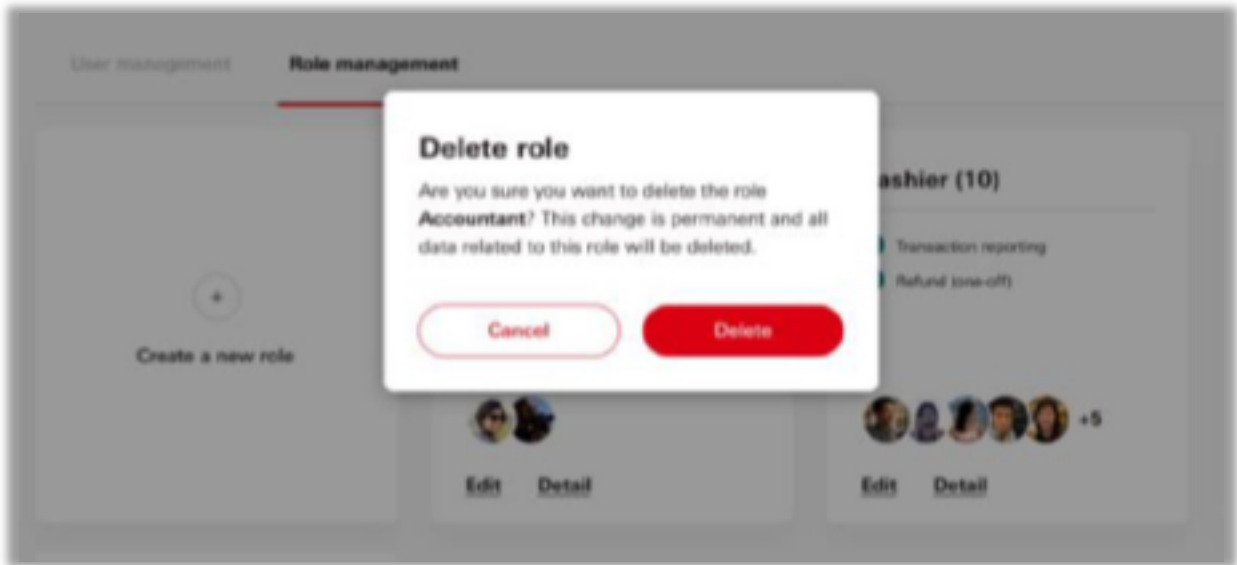 User management
Role management
Delete role
Are you sure you want to delete the role
Accountant? This change is permanent and all
data related to this role will be deleted.
Cancel
Delete
+
Create a new role
ashier (10)
Transaction reporting
Refund (one-off)
+5
Edit
Detail
Edit
Detail